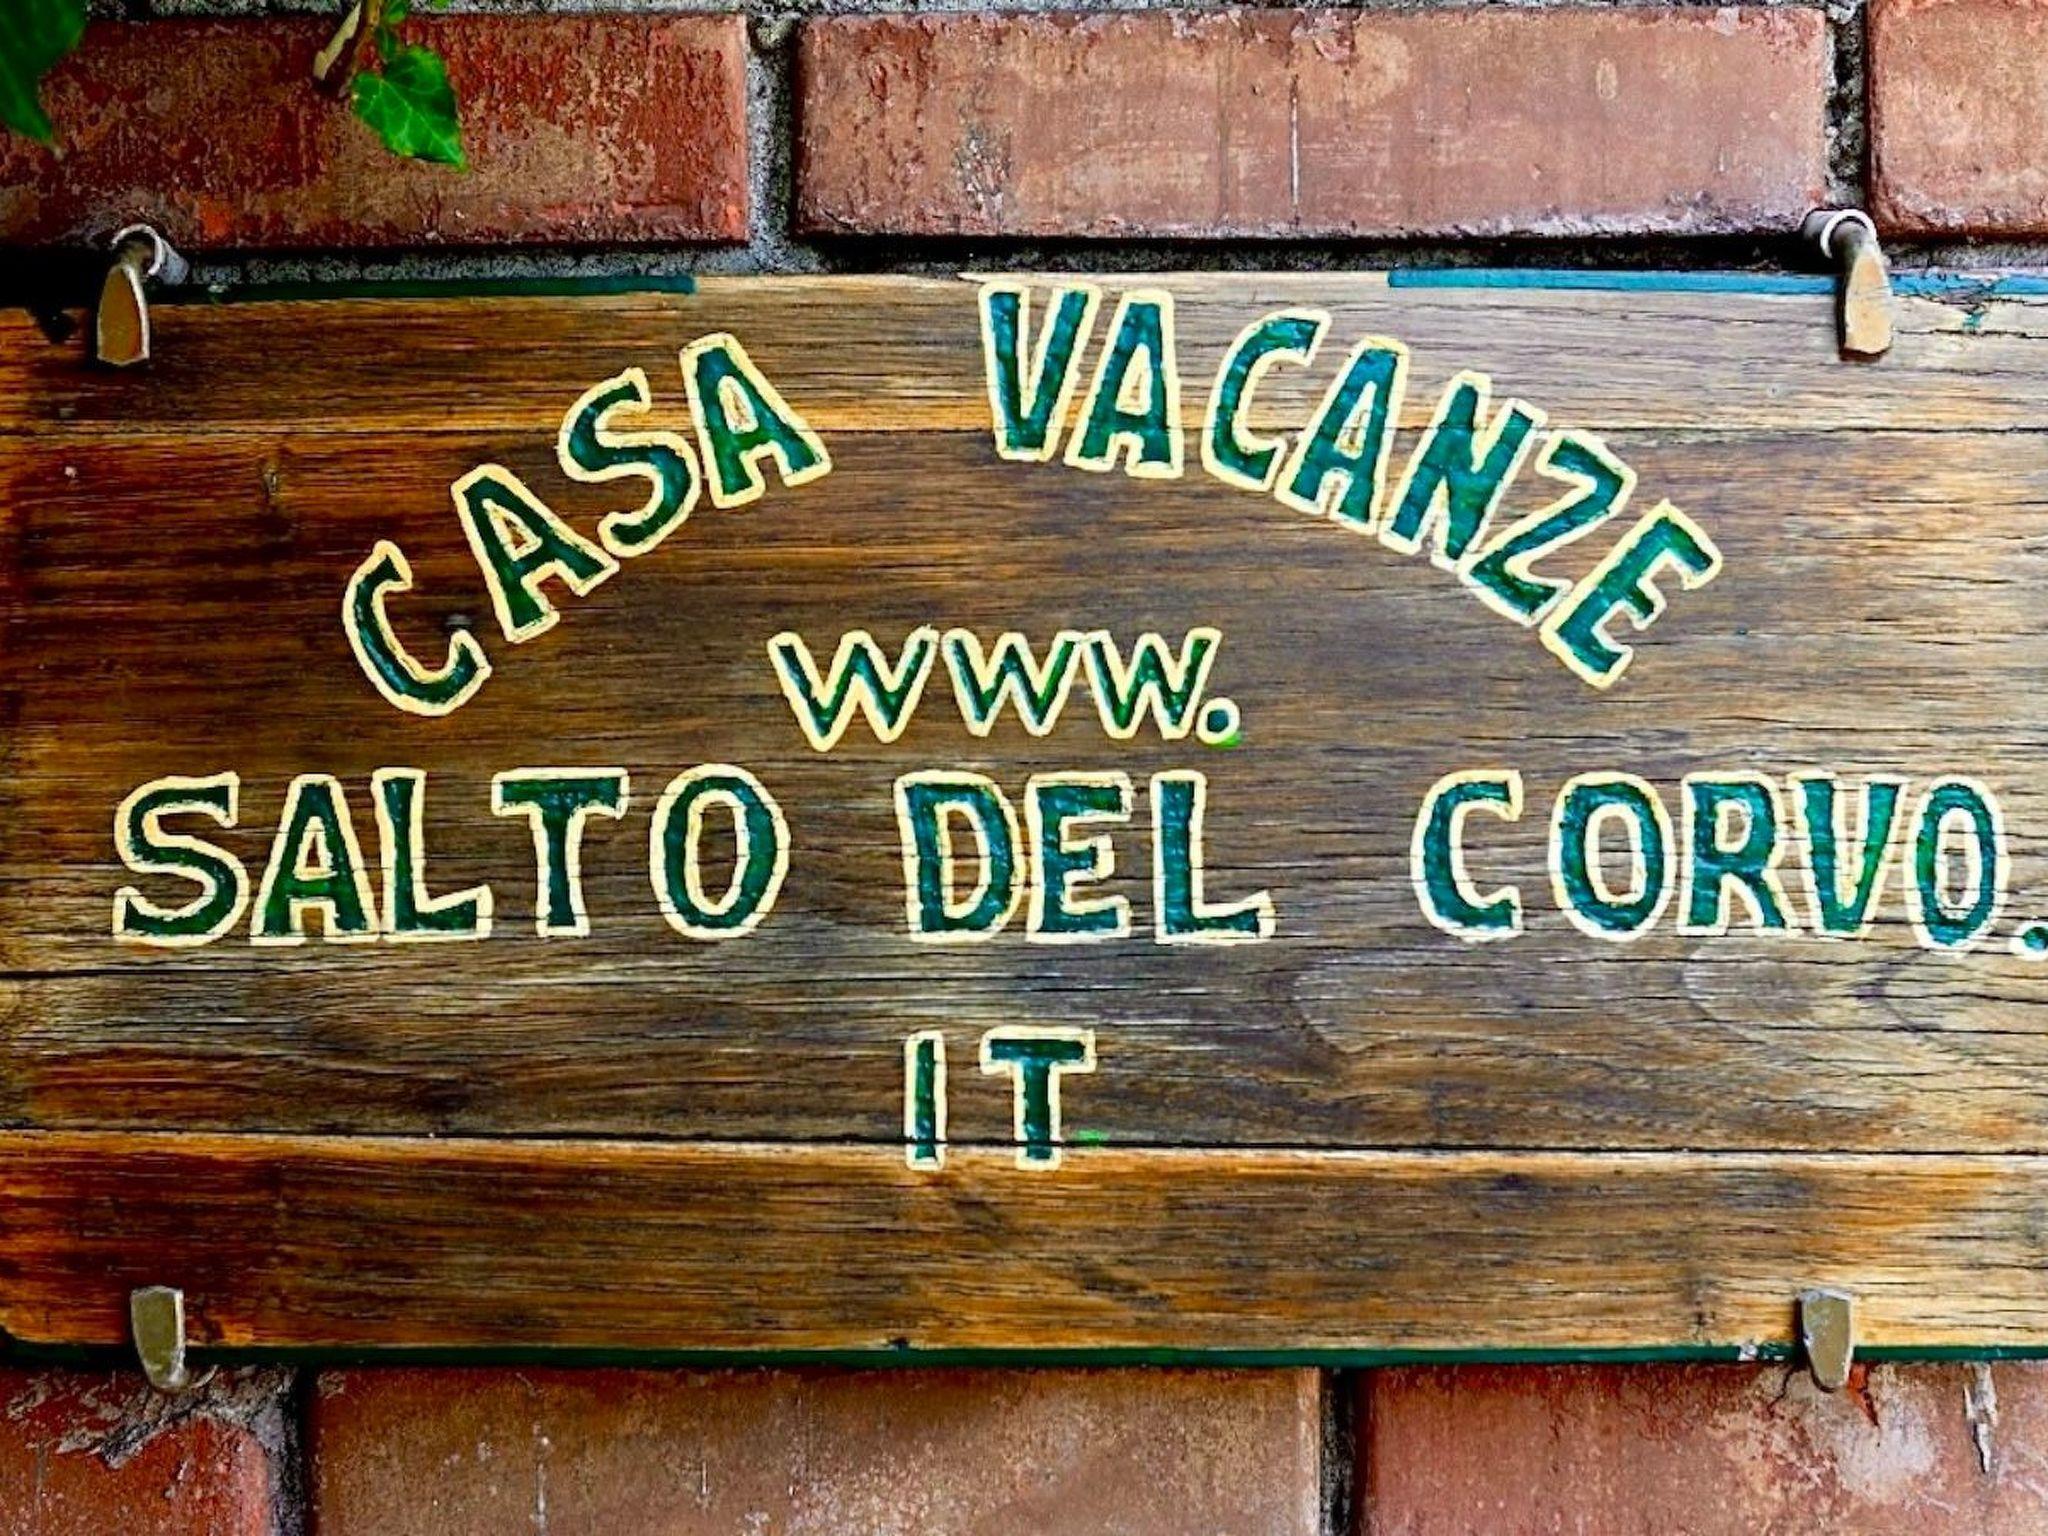 CASA VACANZE
WWW.
SALTO DEL CORVO.
IT